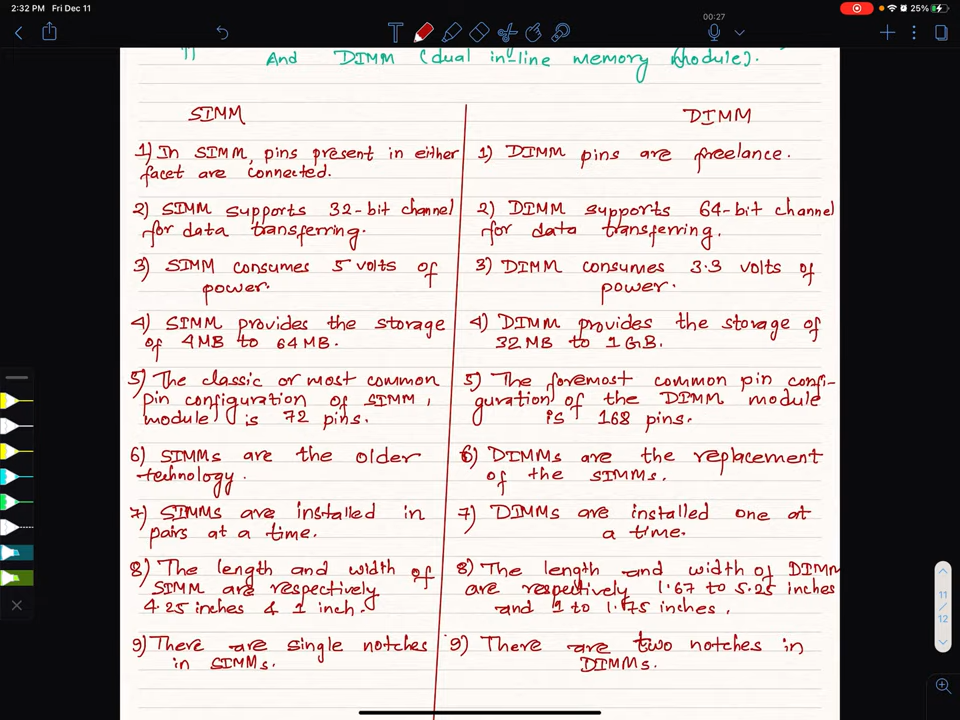 2:32 PM Fri Dec 11
25%
00:27
T
And DIMM (dual in-line memory module).
SIMM
DIMM
1) In SIMM, pins present in either
facet are connected.
1) DIMM pins are freelance.
2) SIMM supports 32-bit channel
for data transferring.
2) DIMM supports 64-bit channel
for data transferring.
3) SIMM consumes 5 volts of
power.
3) DIMM consumes 3.3 volts of
power.
4) SIMM provides the storage
of 4MB to 64MB.
4) DIMM provides the storage of
32MB to 1GB.
5) The classic or most common
pin configuration of SIMM
module is 72 pins.
5) The foremost common pin confi-
guration of the DIMM module
is 168 pins.
6) SIMMs are the older
technology.
6) DIMMs are the replacement
of the SIMMs.
7) SIMMs are installed in
pairs at a time.
7) DIMMs are installed one at
a time.
8) The length and width of
SIMM are respectively
4.25 inches & 1 inch.
8) The length and width of DIMM
are respectively 1.67 to 5.25 inches
and 1 to 1.75 inches.
9) There are single notches
in SIMMs.
9) There are two notches in
DIMMs.
11
12